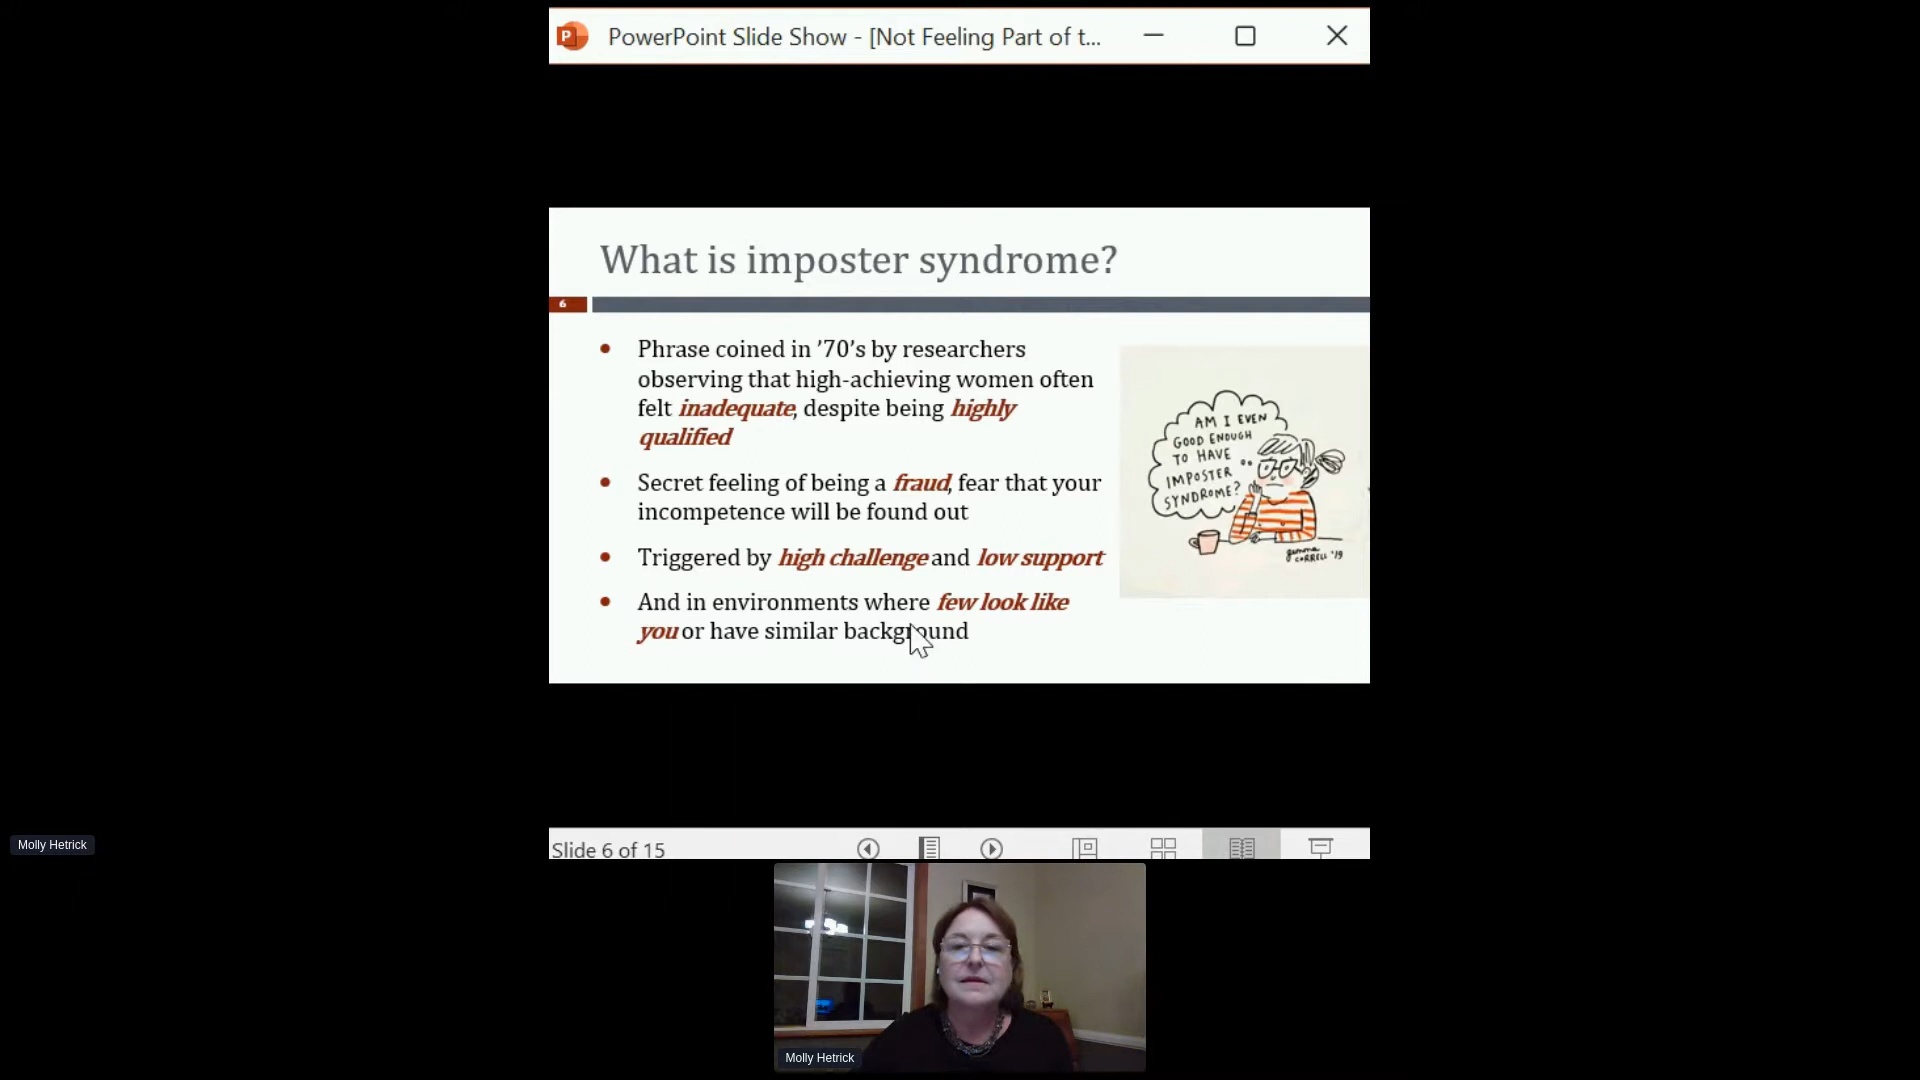 PowerPoint Slide Show - [Not Feeling Part of t...
What is imposter syndrome?
6
• Phrase coined in ’70’s by researchers
observing that high-achieving women often
felt inadequate, despite being highly
qualified
• Secret feeling of being a fraud, fear that your
incompetence will be found out
• Triggered by high challenge and low support
• And in environments where few look like
you or have similar background
AM I EVEN
GOOD ENOUGH
TO HAVE
IMPOSTER
SYNDROME?
gemma
CORRELL '19
Slide 6 of 15
Molly Hetrick
Molly Hetrick